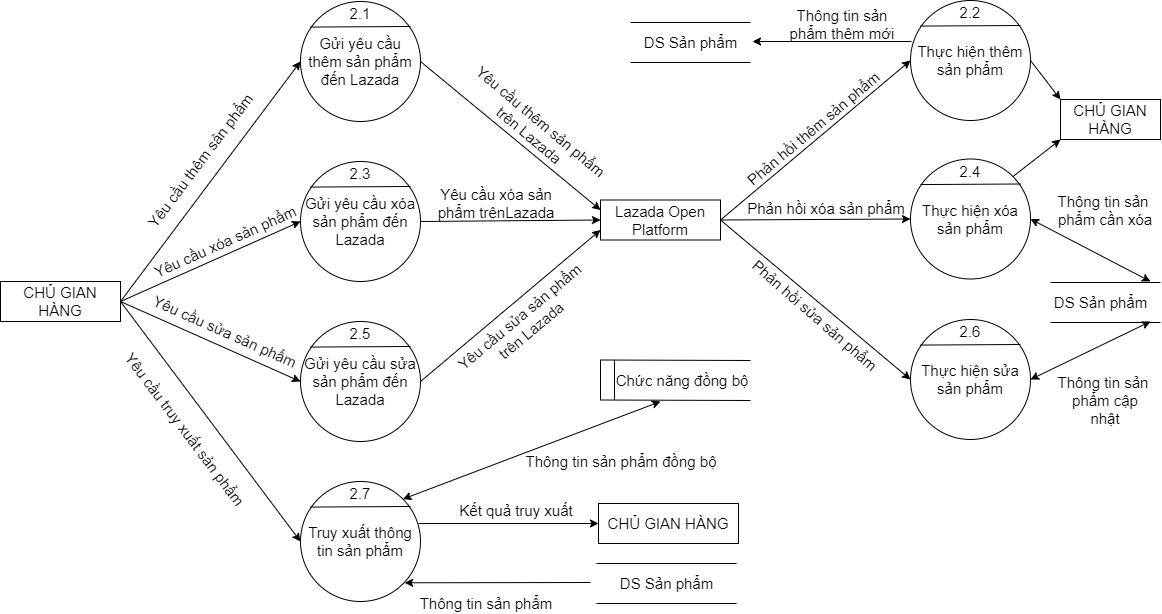 2.1
Gửi yêu cầu
thêm sản phẩm
đến Lazada
Yêu cầu thêm sản phẩm
Yêu cầu thêm sản phẩm
trên Lazada
DS Sản phẩm
Thông tin sản
phẩm thêm mới
2.2
Thực hiện thêm
sản phẩm
Phản hồi thêm sản phẩm
CHỦ GIAN
HÀNG
2.3
Gửi yêu cầu xóa
sản phẩm đến
Lazada
Yêu cầu xóa sản phẩm
Yêu cầu xóa sản
phẩm trênLazada
Lazada Open
Platform
Phản hồi xóa sản phẩm
2.4
Thực hiện xóa
sản phẩm
Thông tin sản
phẩm cần xóa
CHỦ GIAN
HÀNG
Yêu cầu sửa sản phẩm
2.5
Gửi yêu cầu sửa
sản phẩm đến
Lazada
Yêu cầu sửa sản phẩm
trên Lazada
Phản hồi sửa sản phẩm
DS Sản phẩm
2.6
Thực hiện sửa
sản phẩm
Thông tin sản
phẩm cập
nhật
Chức năng đồng bộ
Yêu cầu truy xuất sản phẩm
Thông tin sản phẩm đồng bộ
2.7
Truy xuất thông
tin sản phẩm
Kết quả truy xuất
CHỦ GIAN HÀNG
DS Sản phẩm
Thông tin sản phẩm